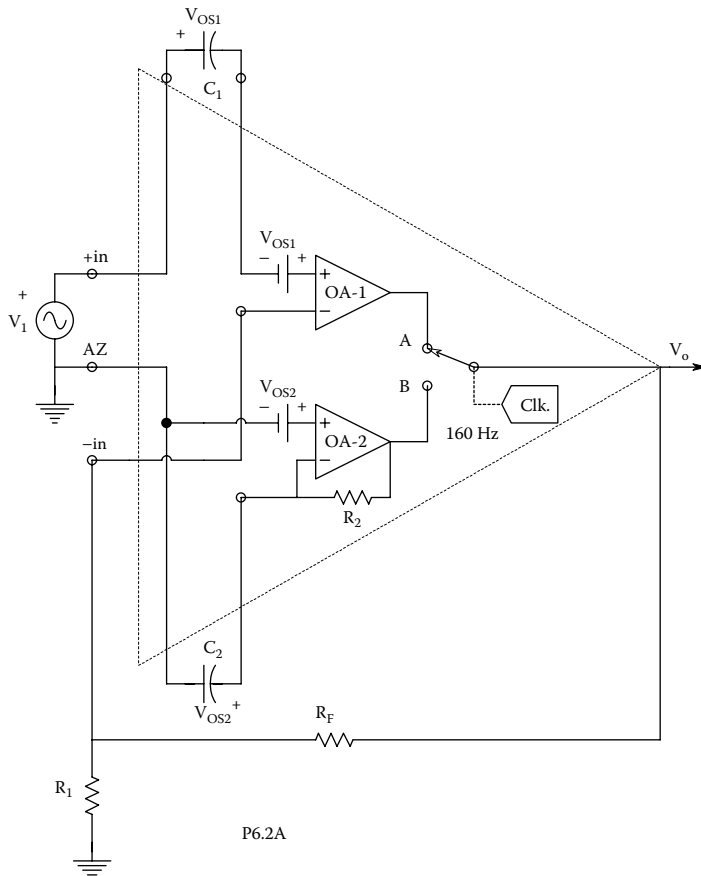 V_OS1
+
C_1
V_OS1
− +
+in
+
OA-1
−
+
V_1
A
V_o
AZ
V_OS2
− +
B
Clk.
+
OA-2
−
160 Hz
−in
R_2
C_2
V_OS2 +
R_F
R_1
P6.2A